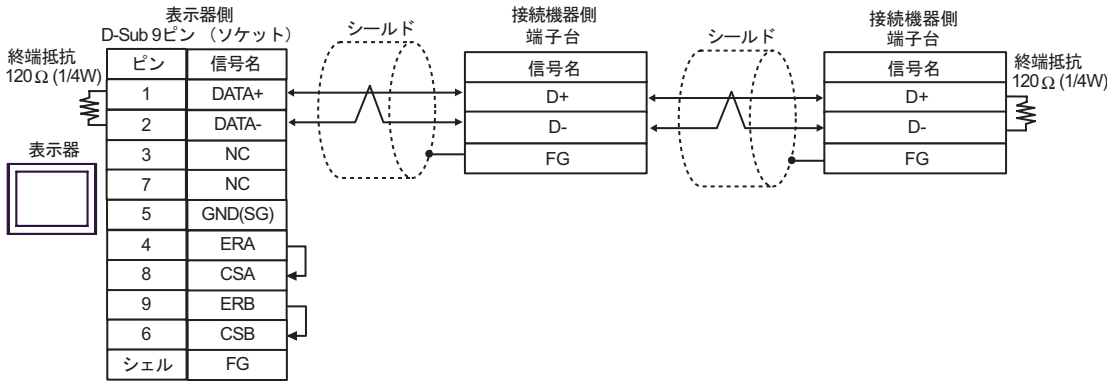 表示器側
D-Sub 9ピン (ソケット)
終端抵抗
120Ω (1/4W)
ピン 信号名
1 DATA+
2 DATA-
3 NC
7 NC
5 GND(SG)
4 ERA
8 CSA
9 ERB
6 CSB
シェル FG
表示器
シールド
接続機器側
端子台
信号名
D+
D-
FG
シールド
接続機器側
端子台
信号名
D+
D-
FG
終端抵抗
120Ω (1/4W)